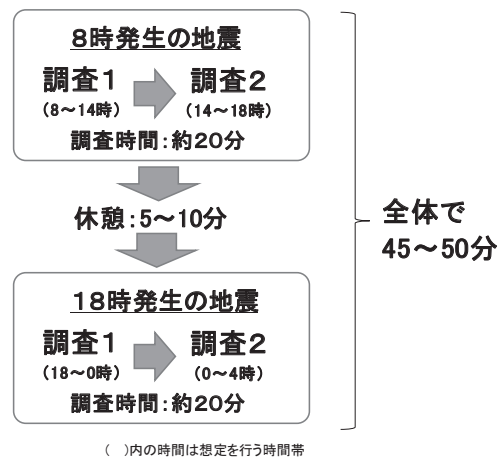 8時発生の地震
調査1 調査2
(8～14時) (14～18時)
調査時間:約20分
休憩:5～10分
全体で
45～50分
18時発生の地震
調査1 調査2
(18～0時) (0～4時)
調査時間:約20分
( )内の時間は想定を行う時間帯